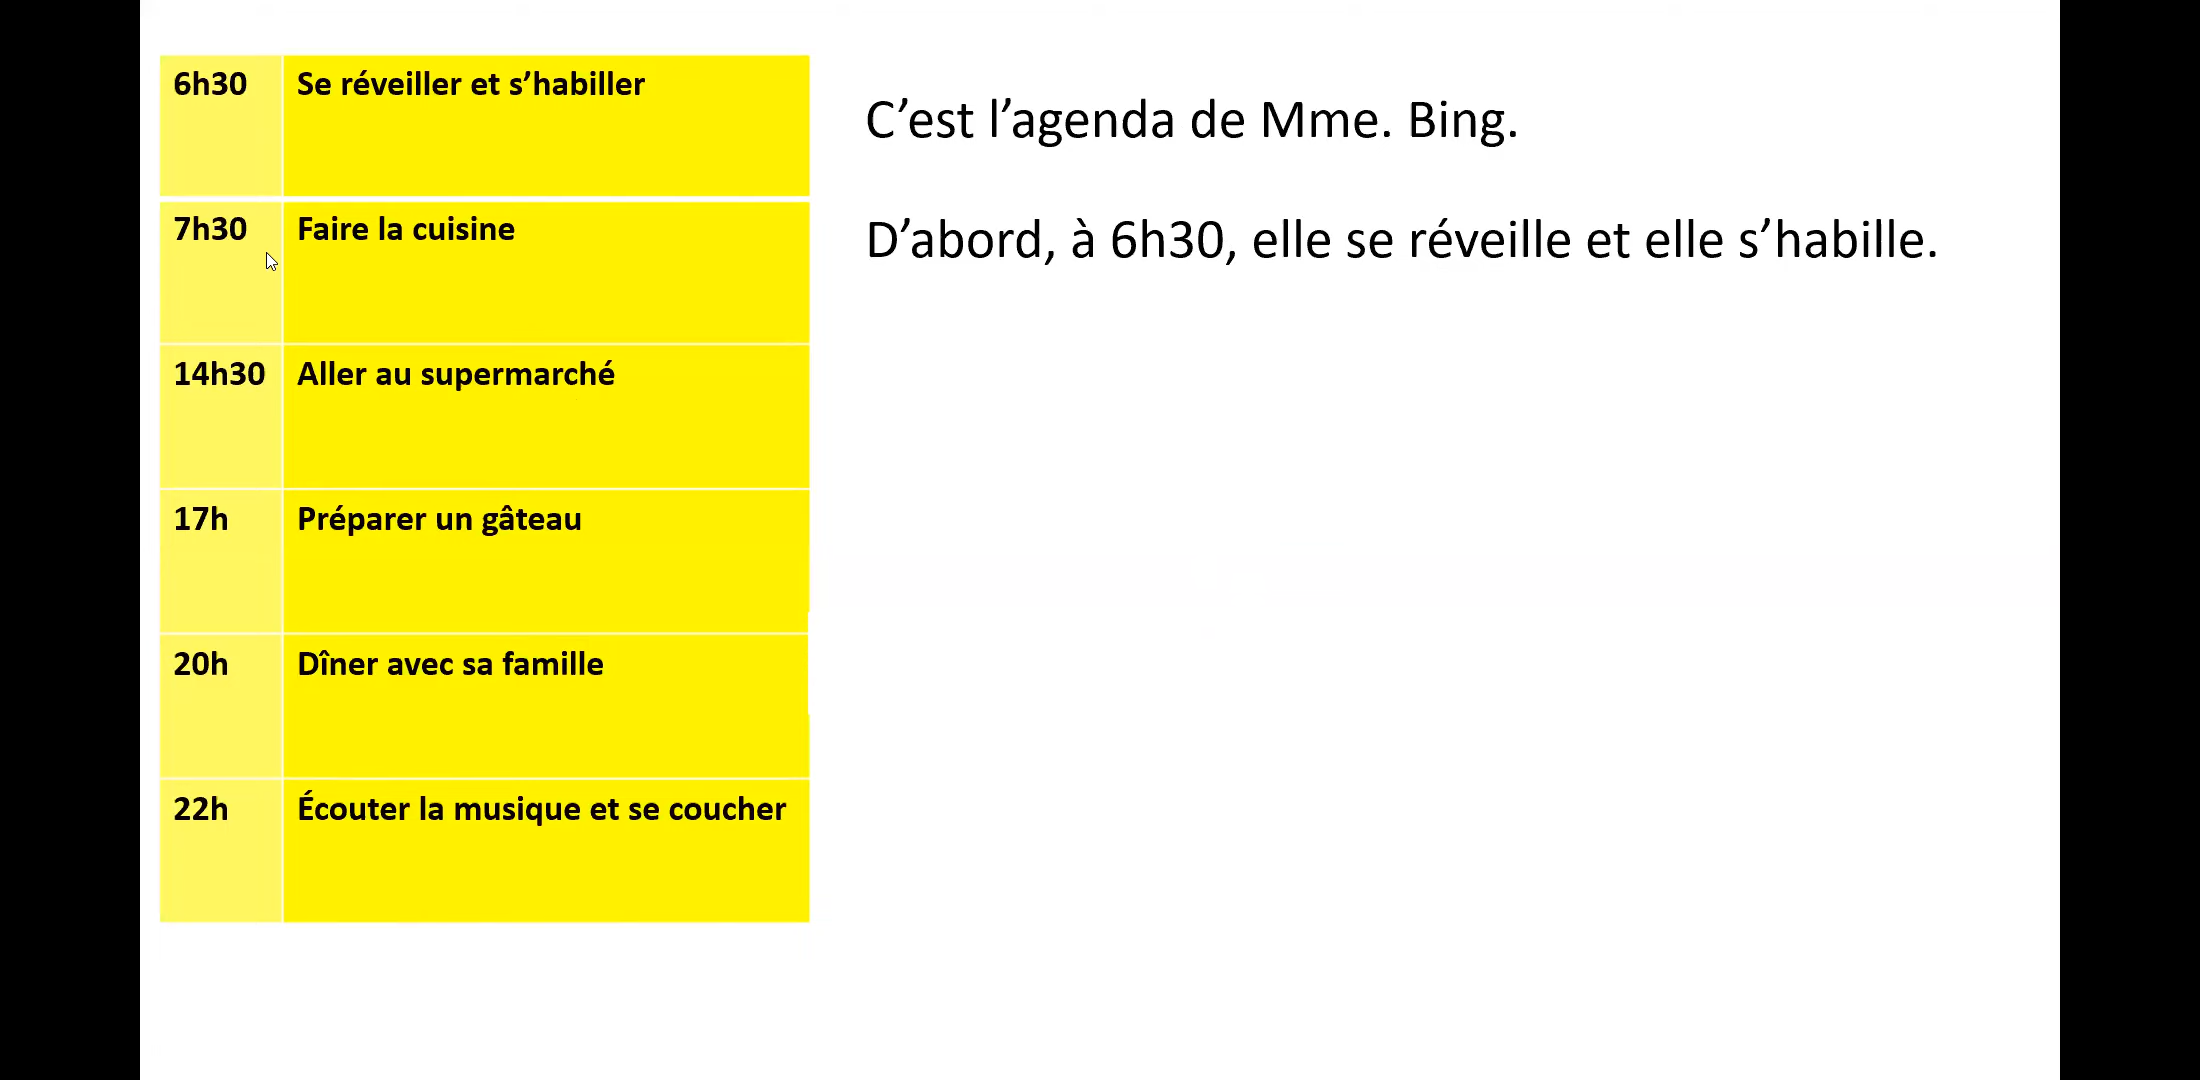 6h30 Se réveiller et s’habiller
7h30 Faire la cuisine
14h30 Aller au supermarché
17h Préparer un gâteau
20h Dîner avec sa famille
22h Écouter la musique et se coucher
C’est l’agenda de Mme. Bing.
D’abord, à 6h30, elle se réveille et elle s’habille.